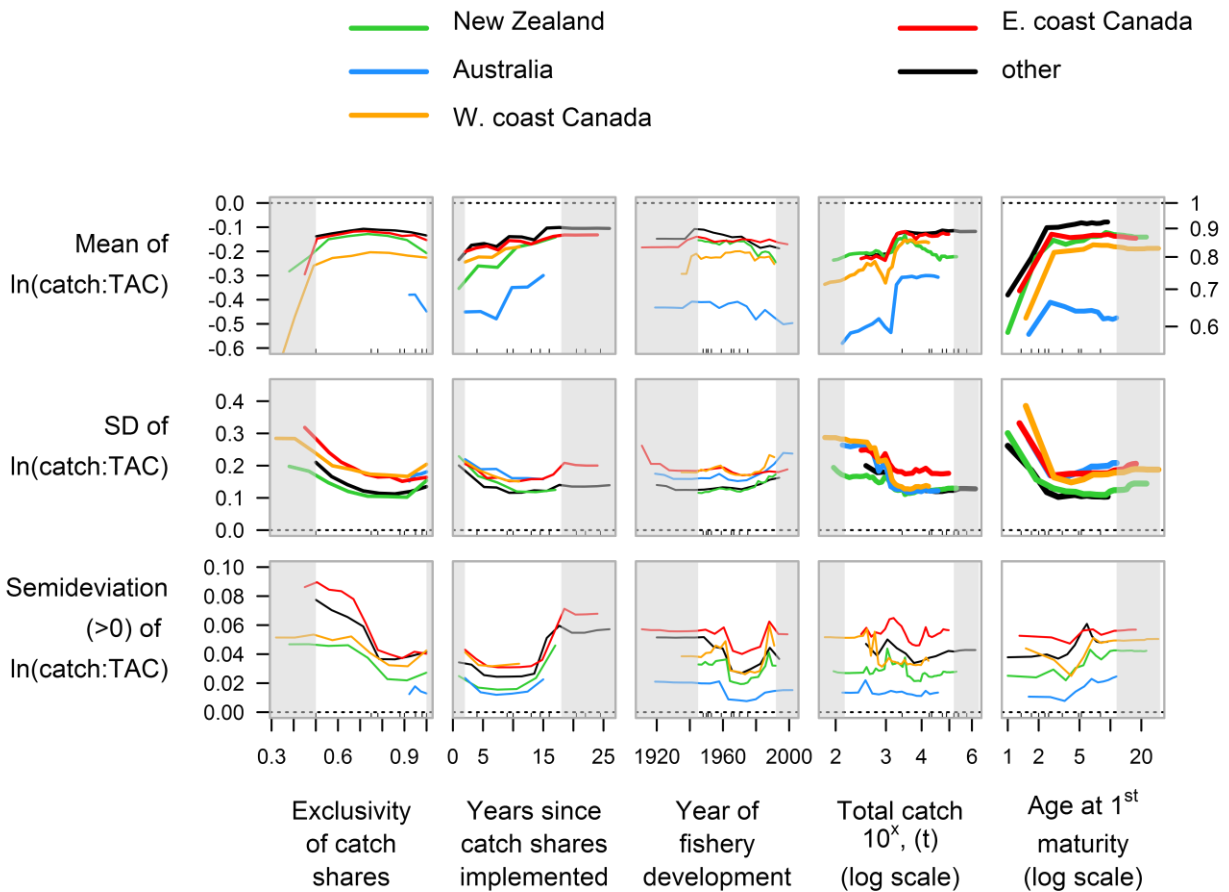 New Zealand
E. coast Canada
Australia
other
W. coast Canada
Mean of
ln(catch:TAC)
0.0
-0.1
-0.2
-0.3
-0.4
-0.5
-0.6
1
0.9
0.8
0.7
0.6
SD of
ln(catch:TAC)
0.4
0.3
0.2
0.1
0.0
Semideviation
(>0) of
ln(catch:TAC)
0.10
0.08
0.06
0.04
0.02
0.00
0.3 0.6 0.9
0 5 15 25
1920 1960 2000
2 3 4 5 6
1 2 5 20
Exclusivity
of catch
shares
Years since
catch shares
implemented
Year of
fishery
development
Total catch
10^x, (t)
(log scale)
Age at 1st
maturity
(log scale)